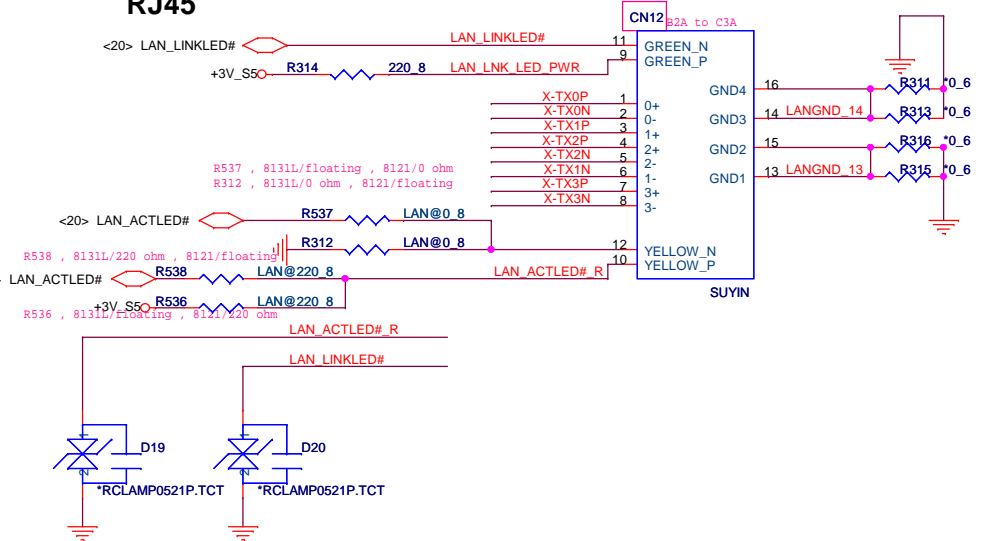 RJ45
CN12
B2A to C3A
<20> LAN_LINKLED#
LAN_LINKLED#
11
GREEN_N
+3V_S5
R314
220_8
LAN_LNK_LED_PWR
9
GREEN_P
X-TX0P
1
0+
X-TX0N
2
0-
X-TX1P
3
1+
X-TX2P
4
2+
X-TX2N
5
2-
X-TX1N
6
1-
X-TX3P
7
3+
X-TX3N
8
3-
GND4
16
R311
*0_6
GND3
14
LANGND_14
R313
*0_6
GND2
15
R316
*0_6
GND1
13
LANGND_13
R315
*0_6
R537 , 8131L/floating , 8121/0 ohm
R312 , 8131L/0 ohm , 8121/floating
<20> LAN_ACTLED#
R537
LAN@0_8
R312
LAN@0_8
12
YELLOW_N
R538 , 8131L/220 ohm , 8121/floating
LAN_ACTLED#
R538
LAN@220_8
LAN_ACTLED#_R
10
YELLOW_P
+3V_S5
R536
LAN@220_8
R536 , 8131L/floating , 8121/220 ohm
SUYIN
LAN_ACTLED#_R
LAN_LINKLED#
1
D19
2
*RCLAMP0521P.TCT
1
D20
2
*RCLAMP0521P.TCT